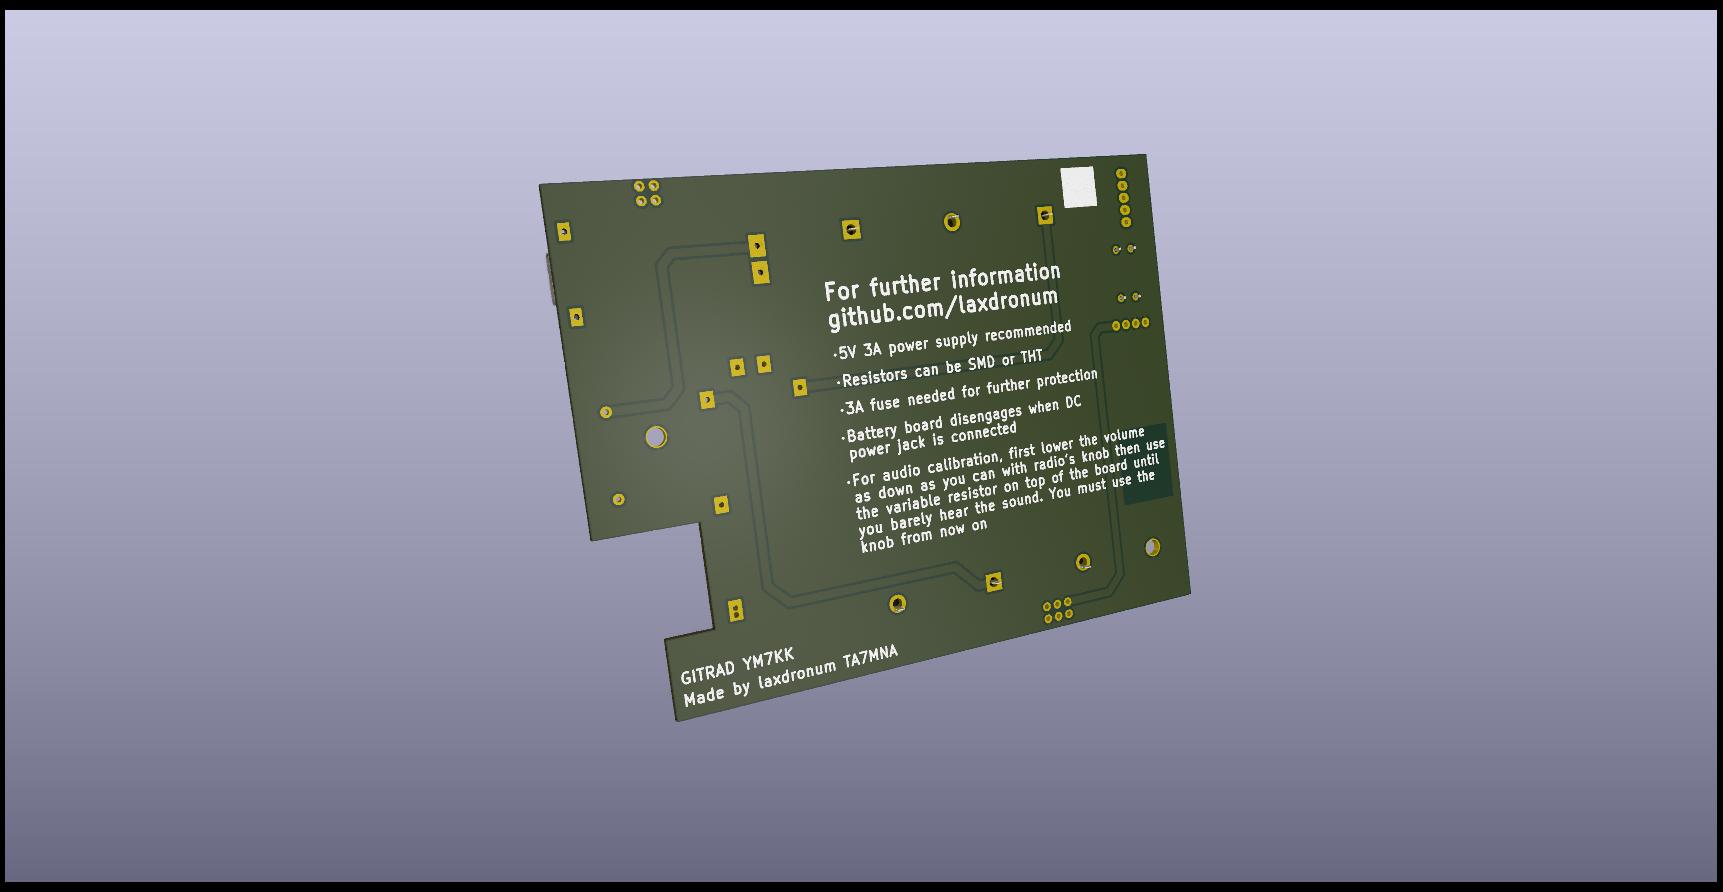 For further information
github.com/laxdronum
·5V 3A power supply recommended
·Resistors can be SMD or THT
·3A fuse needed for further protection
·Battery board disengages when DC
power jack is connected
·For audio calibration, first lower the volume
as down as you can with radio's knob then use
the variable resistor on top of the board until
you barely hear the sound. You must use the
knob from now on
GITRAD YM7KK
Made by laxdronum TA7MNA